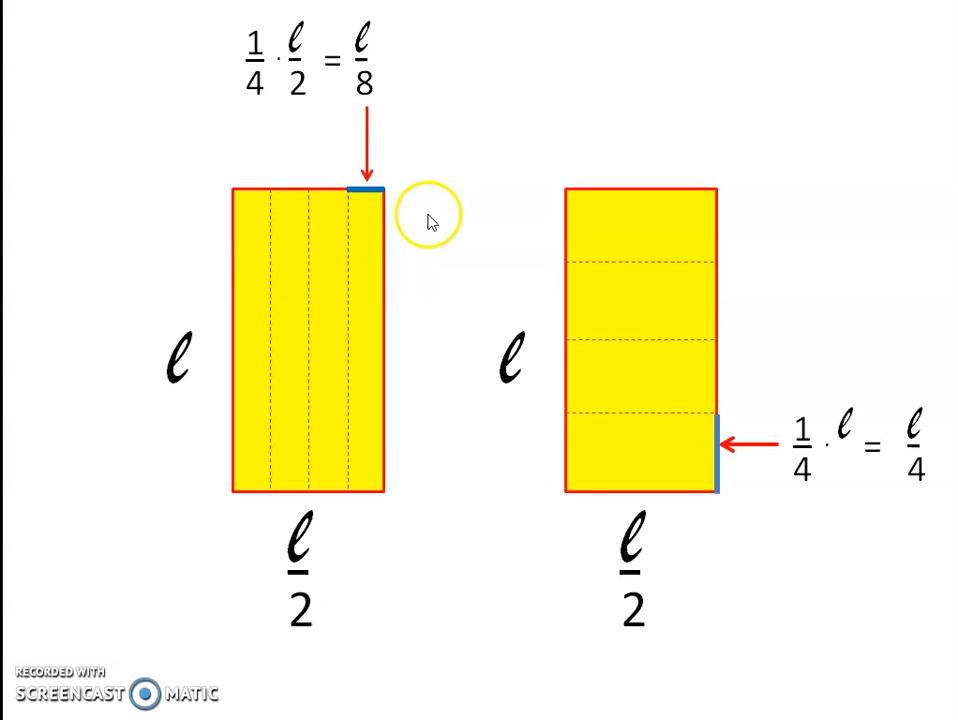 1/4 · ℓ/2 = ℓ/8
ℓ
ℓ
1/4 · ℓ = ℓ/4
ℓ/2
ℓ/2
RECORDED WITH
SCREENCAST MATIC